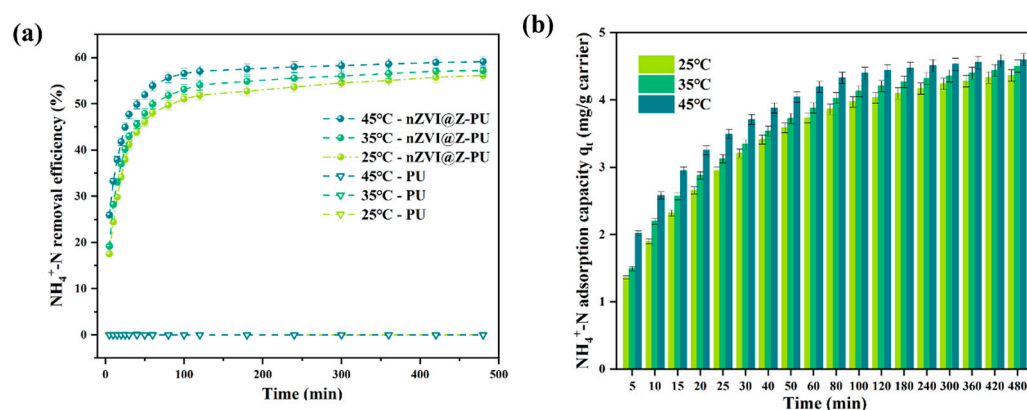 (a)
NH₄⁺-N removal efficiency (%)
60
50
40
30
20
10
0
45℃ - nZVI@Z-PU
35℃ - nZVI@Z-PU
25℃ - nZVI@Z-PU
45℃ - PU
35℃ - PU
25℃ - PU
0 100 200 300 400 500
Time (min)
(b)
NH₄⁺-N adsorption capacity qₜ (mg/g carrier)
5
4
3
2
1
0
25℃
35℃
45℃
5 10 15 20 25 30 40 50 60 80 100 120 180 240 300 360 420 480
Time (min)